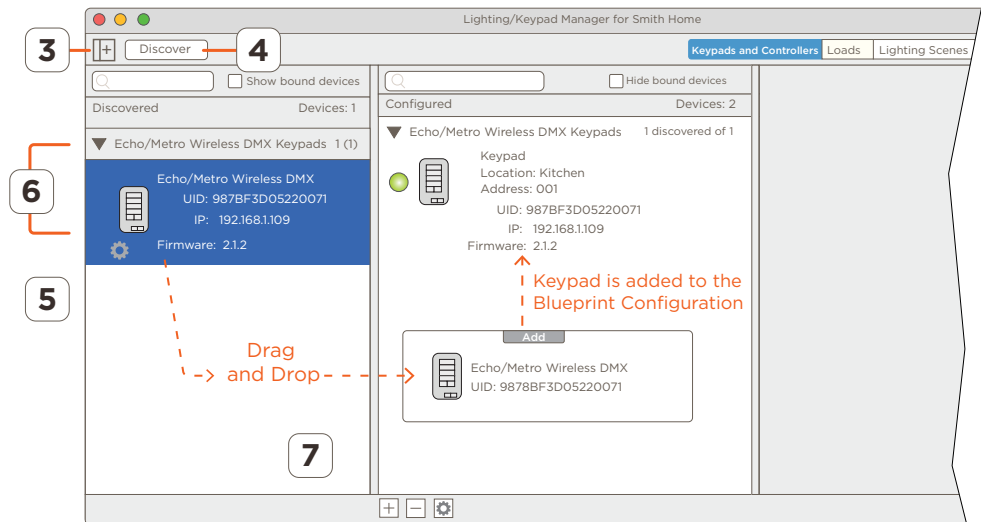 Lighting/Keypad Manager for Smith Home
3
Discover
4
Keypads and Controllers
Loads
Lighting Scenes
Show bound devices
Hide bound devices
Discovered
Devices: 1
Configured
Devices: 2
Echo/Metro Wireless DMX Keypads 1 (1)
Echo/Metro Wireless DMX Keypads
1 discovered of 1
6
Echo/Metro Wireless DMX
UID: 987BF3D05220071
IP: 192.168.1.109
Firmware: 2.1.2
Keypad
Location: Kitchen
Address: 001
UID: 987BF3D05220071
IP: 192.168.1.109
Firmware: 2.1.2
5
Keypad is added to the
Blueprint Configuration
Drag
and Drop
Add
Echo/Metro Wireless DMX
UID: 9878BF3D05220071
7